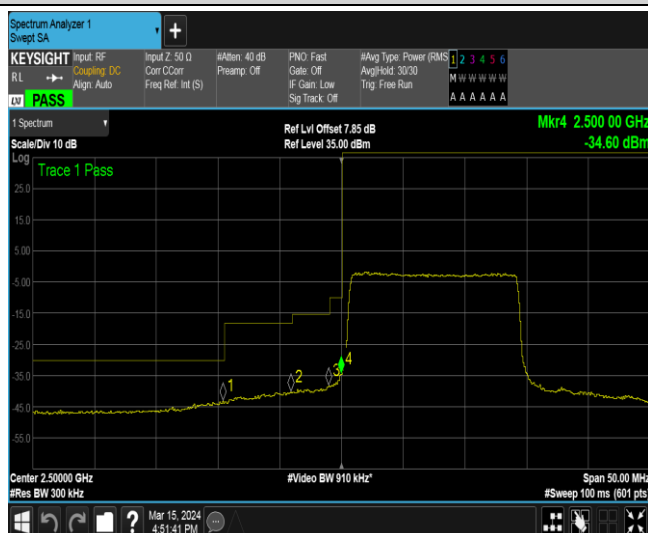 Spectrum Analyzer 1
Swept SA
KEYSIGHT Input: RF Input Z: 50 Ω #Atten: 40 dB PNO: Fast #Avg Type: Power (RMS 1 2 3 4 5 6
RL Coupling: DC Corr CCorr Preamp: Off Gate: Off Avg|Hold: 30/30 M W W W W W
Align: Auto Freq Ref: Int (S) IF Gain: Low Trig: Free Run
LXI PASS Sig Track: Off A A A A A A
1 Spectrum Mkr4 2.500 00 GHz
Scale/Div 10 dB Ref Lvl Offset 7.85 dB -34.60 dBm
Ref Level 35.00 dBm
Log
Trace 1 Pass
25.0
15.0
5.00
-5.00
-15.0
-25.0
-35.0
1 2 3 4
-45.0
-55.0
Center 2.50000 GHz #Video BW 910 kHz* Span 50.00 MHz
#Res BW 300 kHz #Sweep 100 ms (601 pts)
Mar 15, 2024
4:51:41 PM